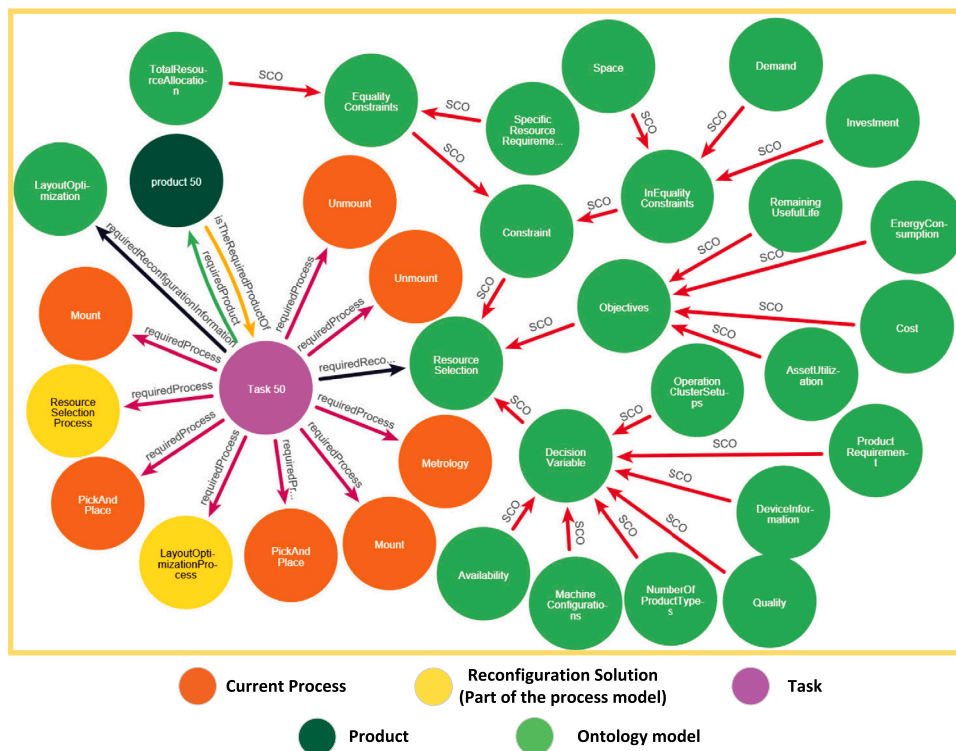 TotalResou-
rceAllocatio-
n
SCO
Equality
Constraints
SCO
Specific
Resource
Requireme...
SCO
Space
SCO
Demand
SCO
Investment
SCO
InEquality
Constraints
SCO
Constraint
SCO
LayoutOpti-
mization
product 50
requiredReconfigurationInformation
requiredProduct
isTheRequiredProductOf
Unmount
requiredProcess
Unmount
requiredProcess
Remaining
UsefulLife
SCO
EnergyCon-
sumption
SCO
Objectives
SCO
Cost
SCO
AssetUtiliz-
ation
SCO
Mount
requiredProcess
Resource
Selection
Process
requiredProcess
Task 50
requiredReco...
Resource
Selection
SCO
Operation
ClusterSetu-
ps
SCO
Product
Requiremen-
t
SCO
Decision
Variable
PickAnd
Place
requiredProcess
LayoutOpti-
mizationPro-
cess
requiredProcess
PickAnd
Place
requiredPr...
Mount
requiredProcess
Metrology
requiredProcess
DeviceInfor-
mation
SCO
Availability
SCO
Machine
Configuratio-
ns
SCO
NumberOf
ProductType-
s
SCO
Quality
SCO
Current Process
Reconfiguration Solution
(Part of the process model)
Task
Product
Ontology model